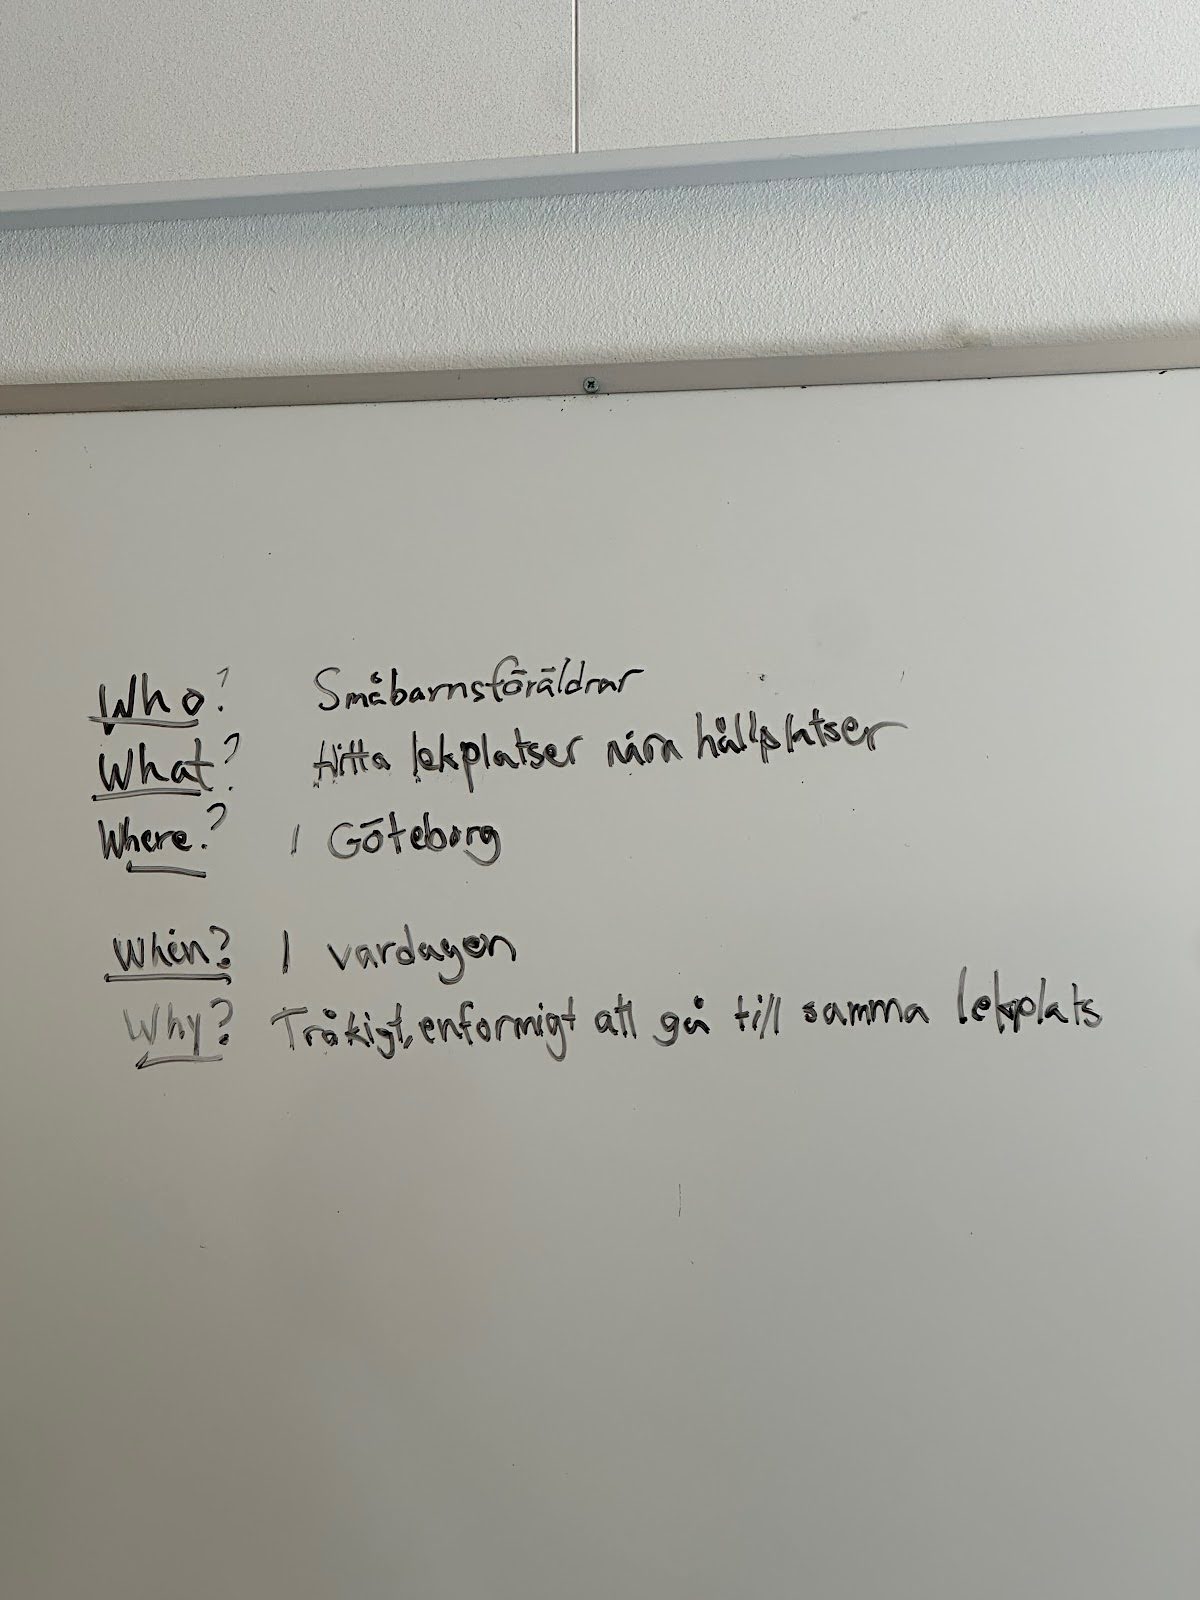 Who? Småbarnsföräldrar
What? Hitta lekplatser nära hållplatser
Where? I Göteborg
When? I vardagen
Why? Tråkigt, enformigt att gå till samma lekplats